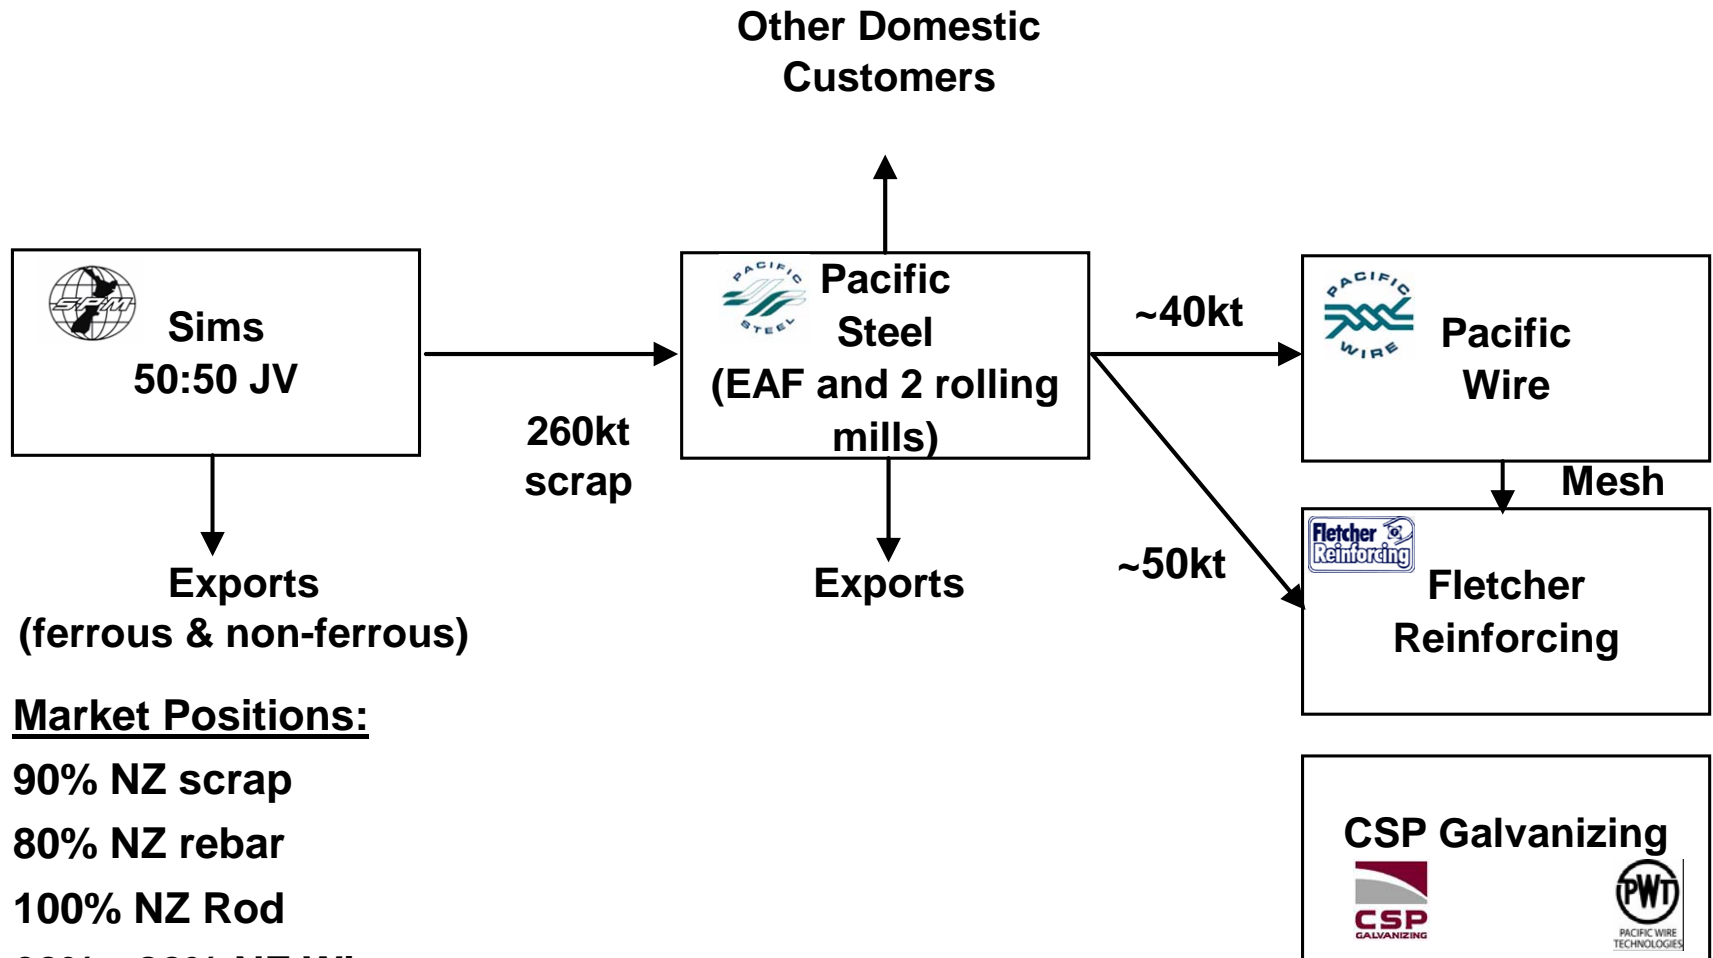 Other Domestic
Customers
SPM
Sims
50:50 JV
260kt
scrap
PACIFIC
STEEL
Pacific
Steel
(EAF and 2 rolling
mills)
~40kt
~50kt
PACIFIC
WIRE
Pacific
Wire
Mesh
Fletcher
Reinforcing
Fletcher
Reinforcing
Exports
(ferrous & non-ferrous)
Exports
Market Positions:
90% NZ scrap
80% NZ rebar
100% NZ Rod
NZ
CSP Galvanizing
CSP
GALVANIZING
PWT
PACIFIC WIRE
TECHNOLOGIES